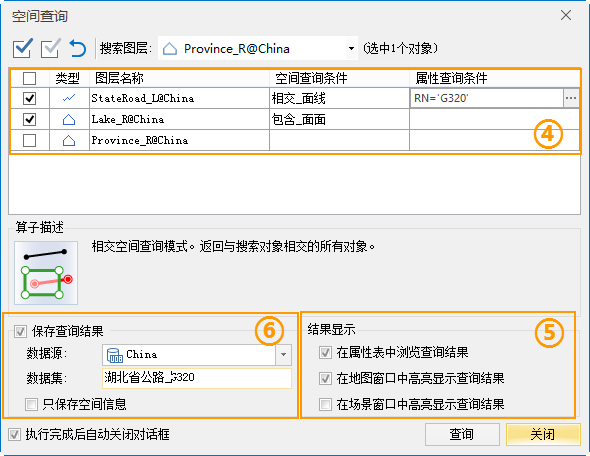 空间查询
搜索图层: Province_R@China (选中1个对象)
类型 图层名称 空间查询条件 属性查询条件
StateRoad_L@China 相交_面线 RN='G320' ...
Lake_R@China 包含_面面
Province_R@China
④
算子描述
相交空间查询模式。返回与搜索对象相交的所有对象。
保存查询结果 ⑥
数据源: China
数据集: 湖北省公路_G320
只保存空间信息
结果显示 ⑤
在属性表中浏览查询结果
在地图窗口中高亮显示查询结果
在场景窗口中高亮显示查询结果
执行完成后自动关闭对话框 查询 关闭